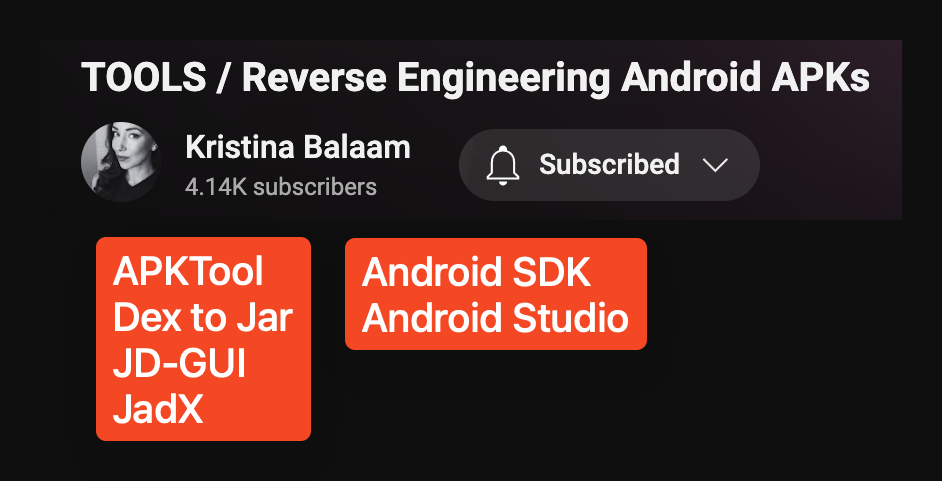 TOOLS / Reverse Engineering Android APKs
Kristina Balaam
4.14K subscribers
Subscribed
APKTool
Dex to Jar
JD-GUI
JadX
Android SDK
Android Studio